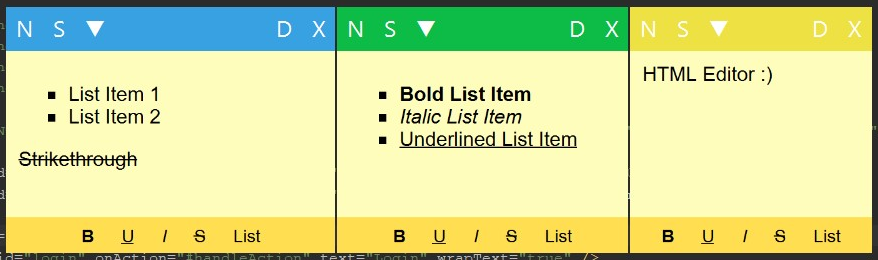 N S ▼ D X
■ List Item 1
■ List Item 2
Strikethrough
B U I S List
N S ▼ D X
■ Bold List Item
■ Italic List Item
■ Underlined List Item
B U I S List
N S ▼ D X
HTML Editor :)
B U I S List
id="login" onAction="#handleAction" text="Login" wrapText="true" />